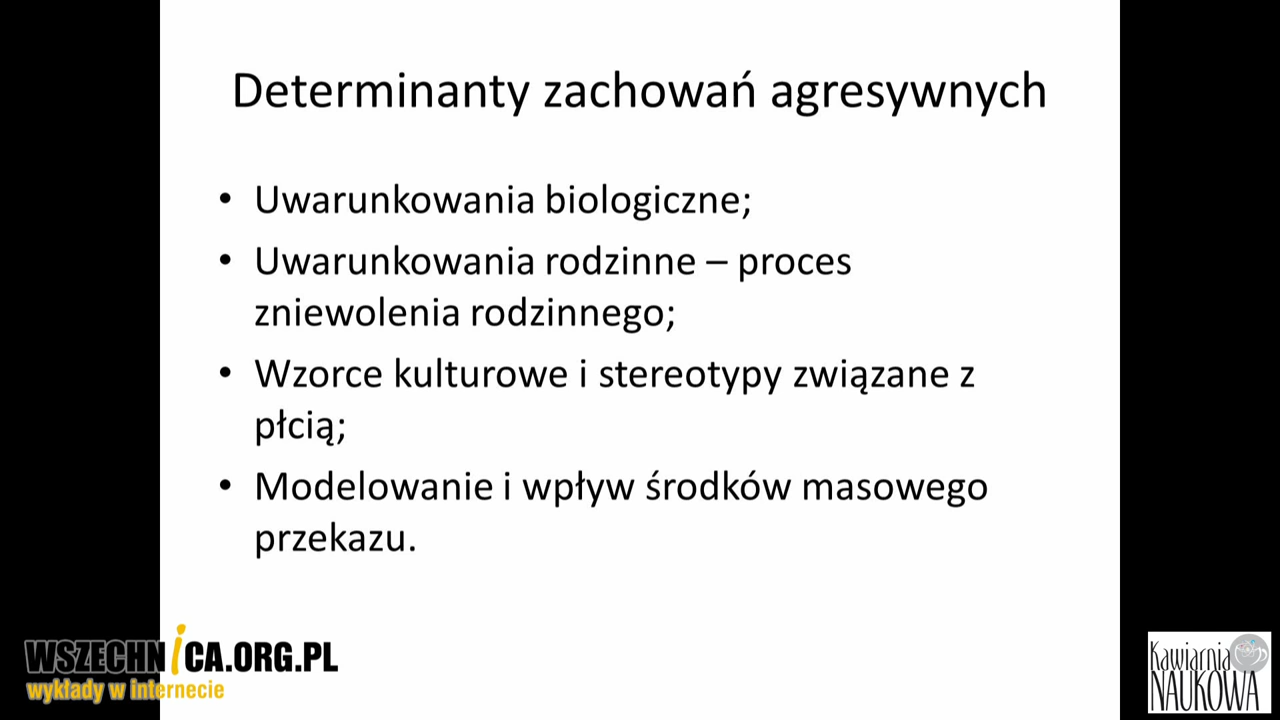 Determinanty zachowań agresywnych
• Uwarunkowania biologiczne;
• Uwarunkowania rodzinne – proces
zniewolenia rodzinnego;
• Wzorce kulturowe i stereotypy związane z
płcią;
• Modelowanie i wpływ środków masowego
przekazu.
WSZECHNiCA.ORG.PL
wykłady w internecie
Kawiarnia
NAUKOWA